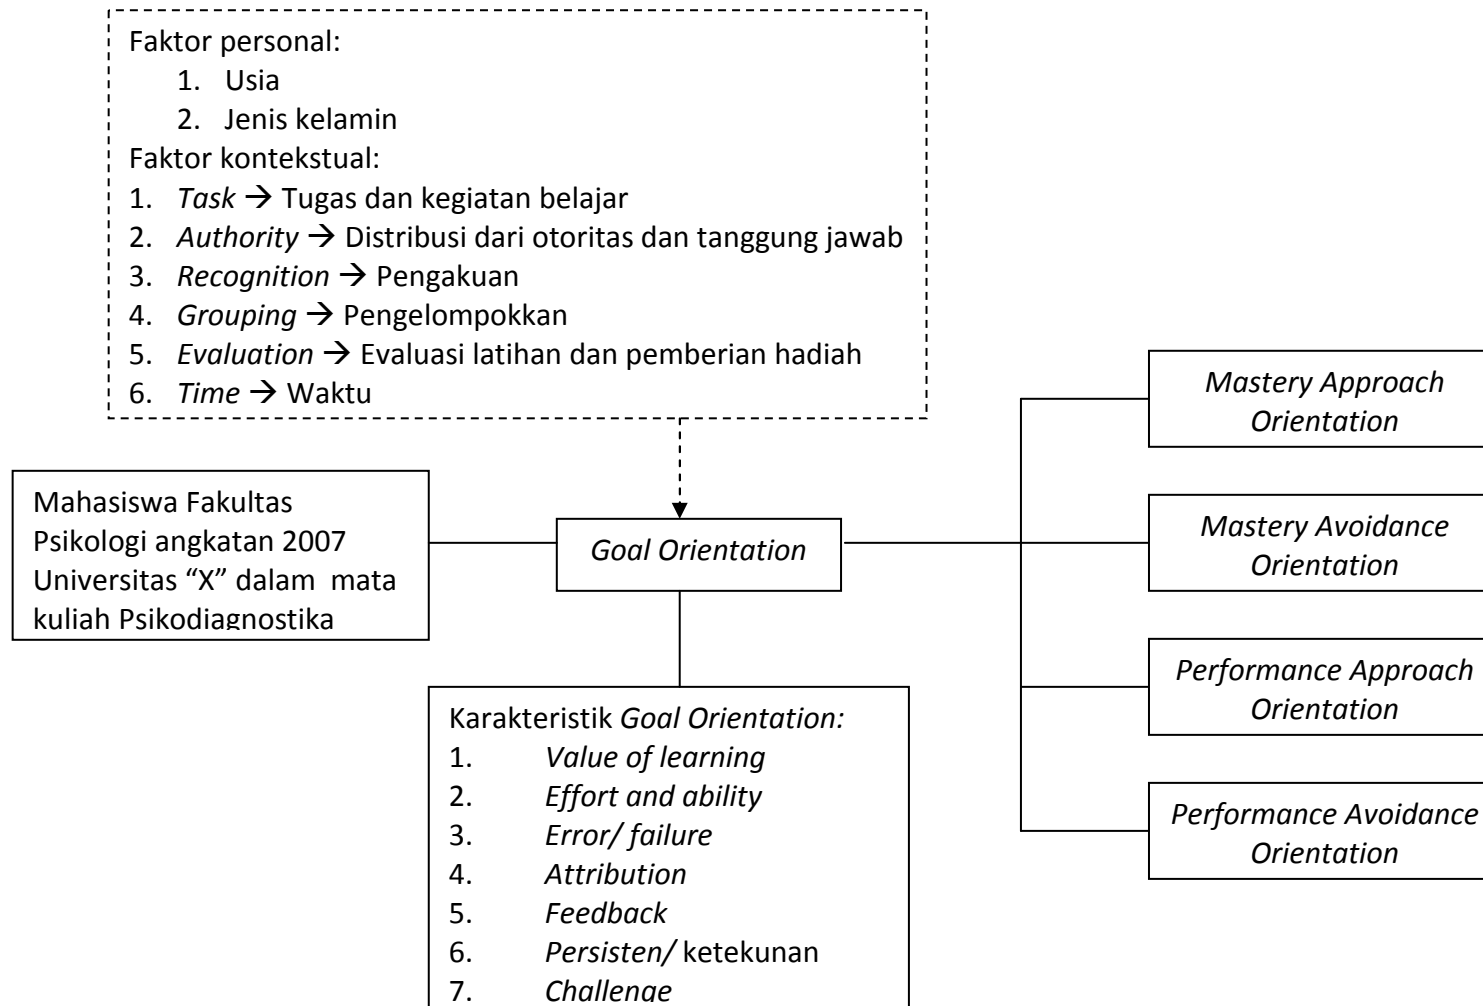 Faktor personal:
1. Usia
2. Jenis kelamin
Faktor kontekstual:
1. Task → Tugas dan kegiatan belajar
2. Authority → Distribusi dari otoritas dan tanggung jawab
3. Recognition → Pengakuan
4. Grouping → Pengelompokkan
5. Evaluation → Evaluasi latihan dan pemberian hadiah
6. Time → Waktu
Mahasiswa Fakultas
Psikologi angkatan 2007
Universitas “X” dalam mata
kuliah Psikodiagnostika
Goal Orientation
Mastery Approach
Orientation
Mastery Avoidance
Orientation
Performance Approach
Orientation
Performance Avoidance
Orientation
Karakteristik Goal Orientation:
1. Value of learning
2. Effort and ability
3. Error/ failure
4. Attribution
5. Feedback
6. Persisten/ ketekunan
7. Challenge